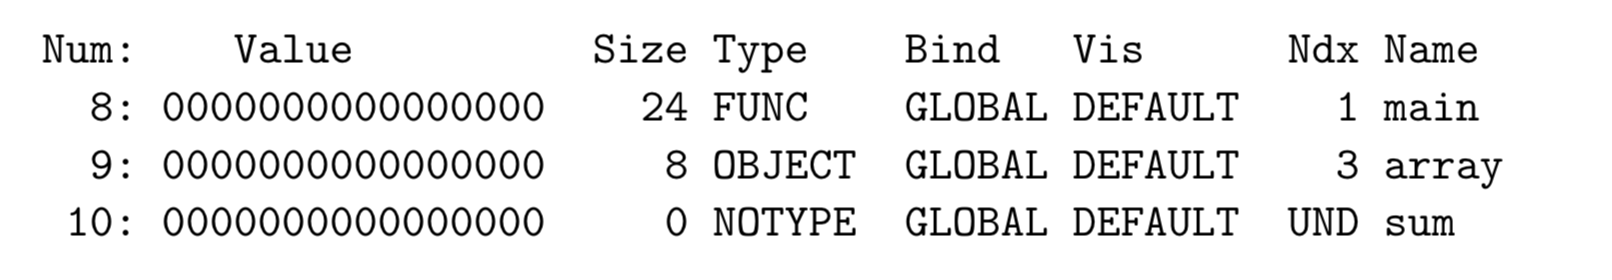 Num: Value Size Type Bind Vis Ndx Name
8: 0000000000000000 24 FUNC GLOBAL DEFAULT 1 main
9: 0000000000000000 8 OBJECT GLOBAL DEFAULT 3 array
10: 0000000000000000 0 NOTYPE GLOBAL DEFAULT UND sum